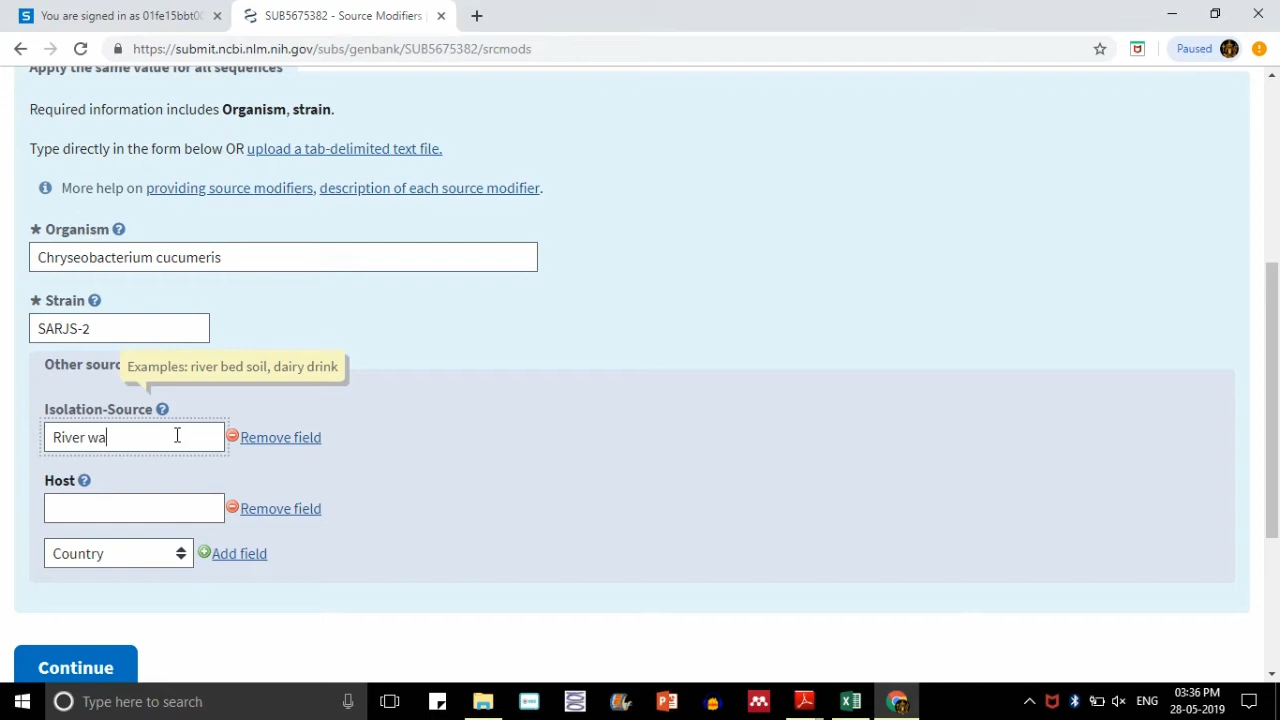 You are signed in as 01fe15bbt00
SUB5675382 - Source Modifiers
https://submit.ncbi.nlm.nih.gov/subs/genbank/SUB5675382/srcmods
Paused
Apply the same value for all sequences
Required information includes Organism, strain.
Type directly in the form below OR upload a tab-delimited text file.
More help on providing source modifiers, description of each source modifier.
* Organism ?
Chryseobacterium cucumeris
* Strain ?
SARJS-2
Other sourc
Examples: river bed soil, dairy drink
Isolation-Source ?
River wa
Remove field
Host ?
Remove field
Country
Add field
Continue
Type here to search
ENG
03:36 PM
28-05-2019